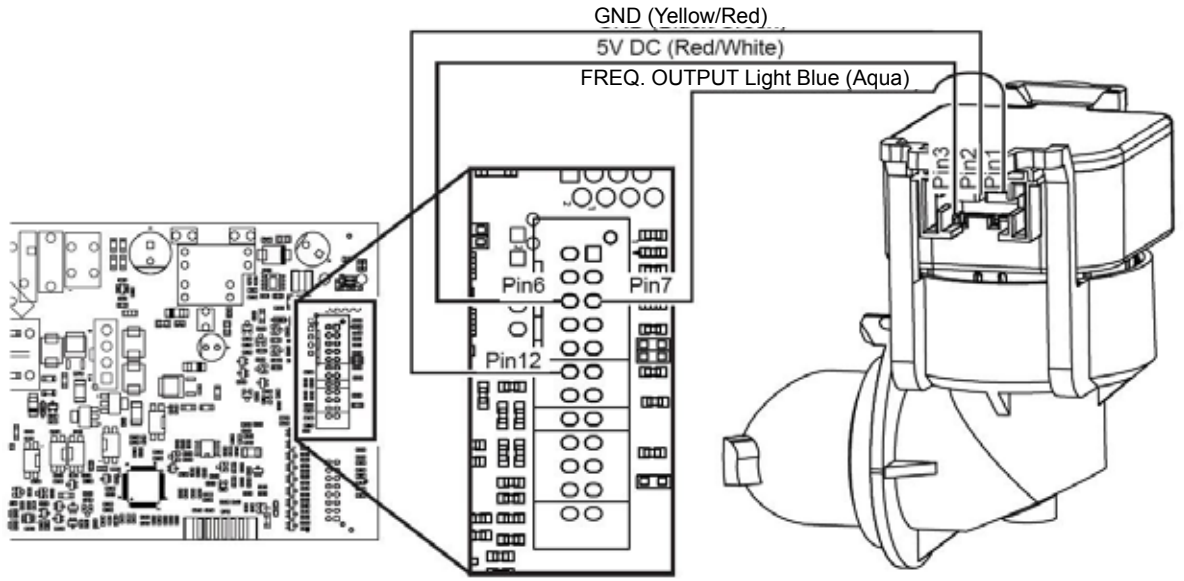 GND (Yellow/Red)
5V DC (Red/White)
FREQ. OUTPUT Light Blue (Aqua)
Pin3
Pin2
Pin1
Pin6
Pin7
Pin12